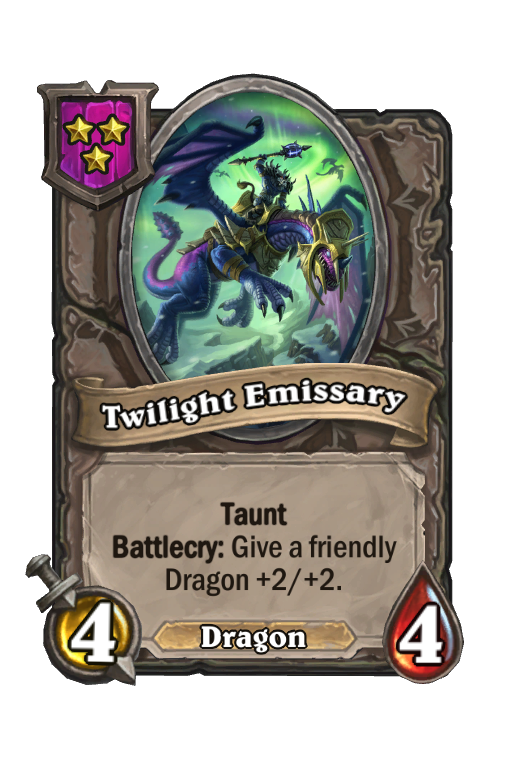 Twilight Emissary
Taunt
Battlecry: Give a friendly
Dragon +2/+2.
4
Dragon
4